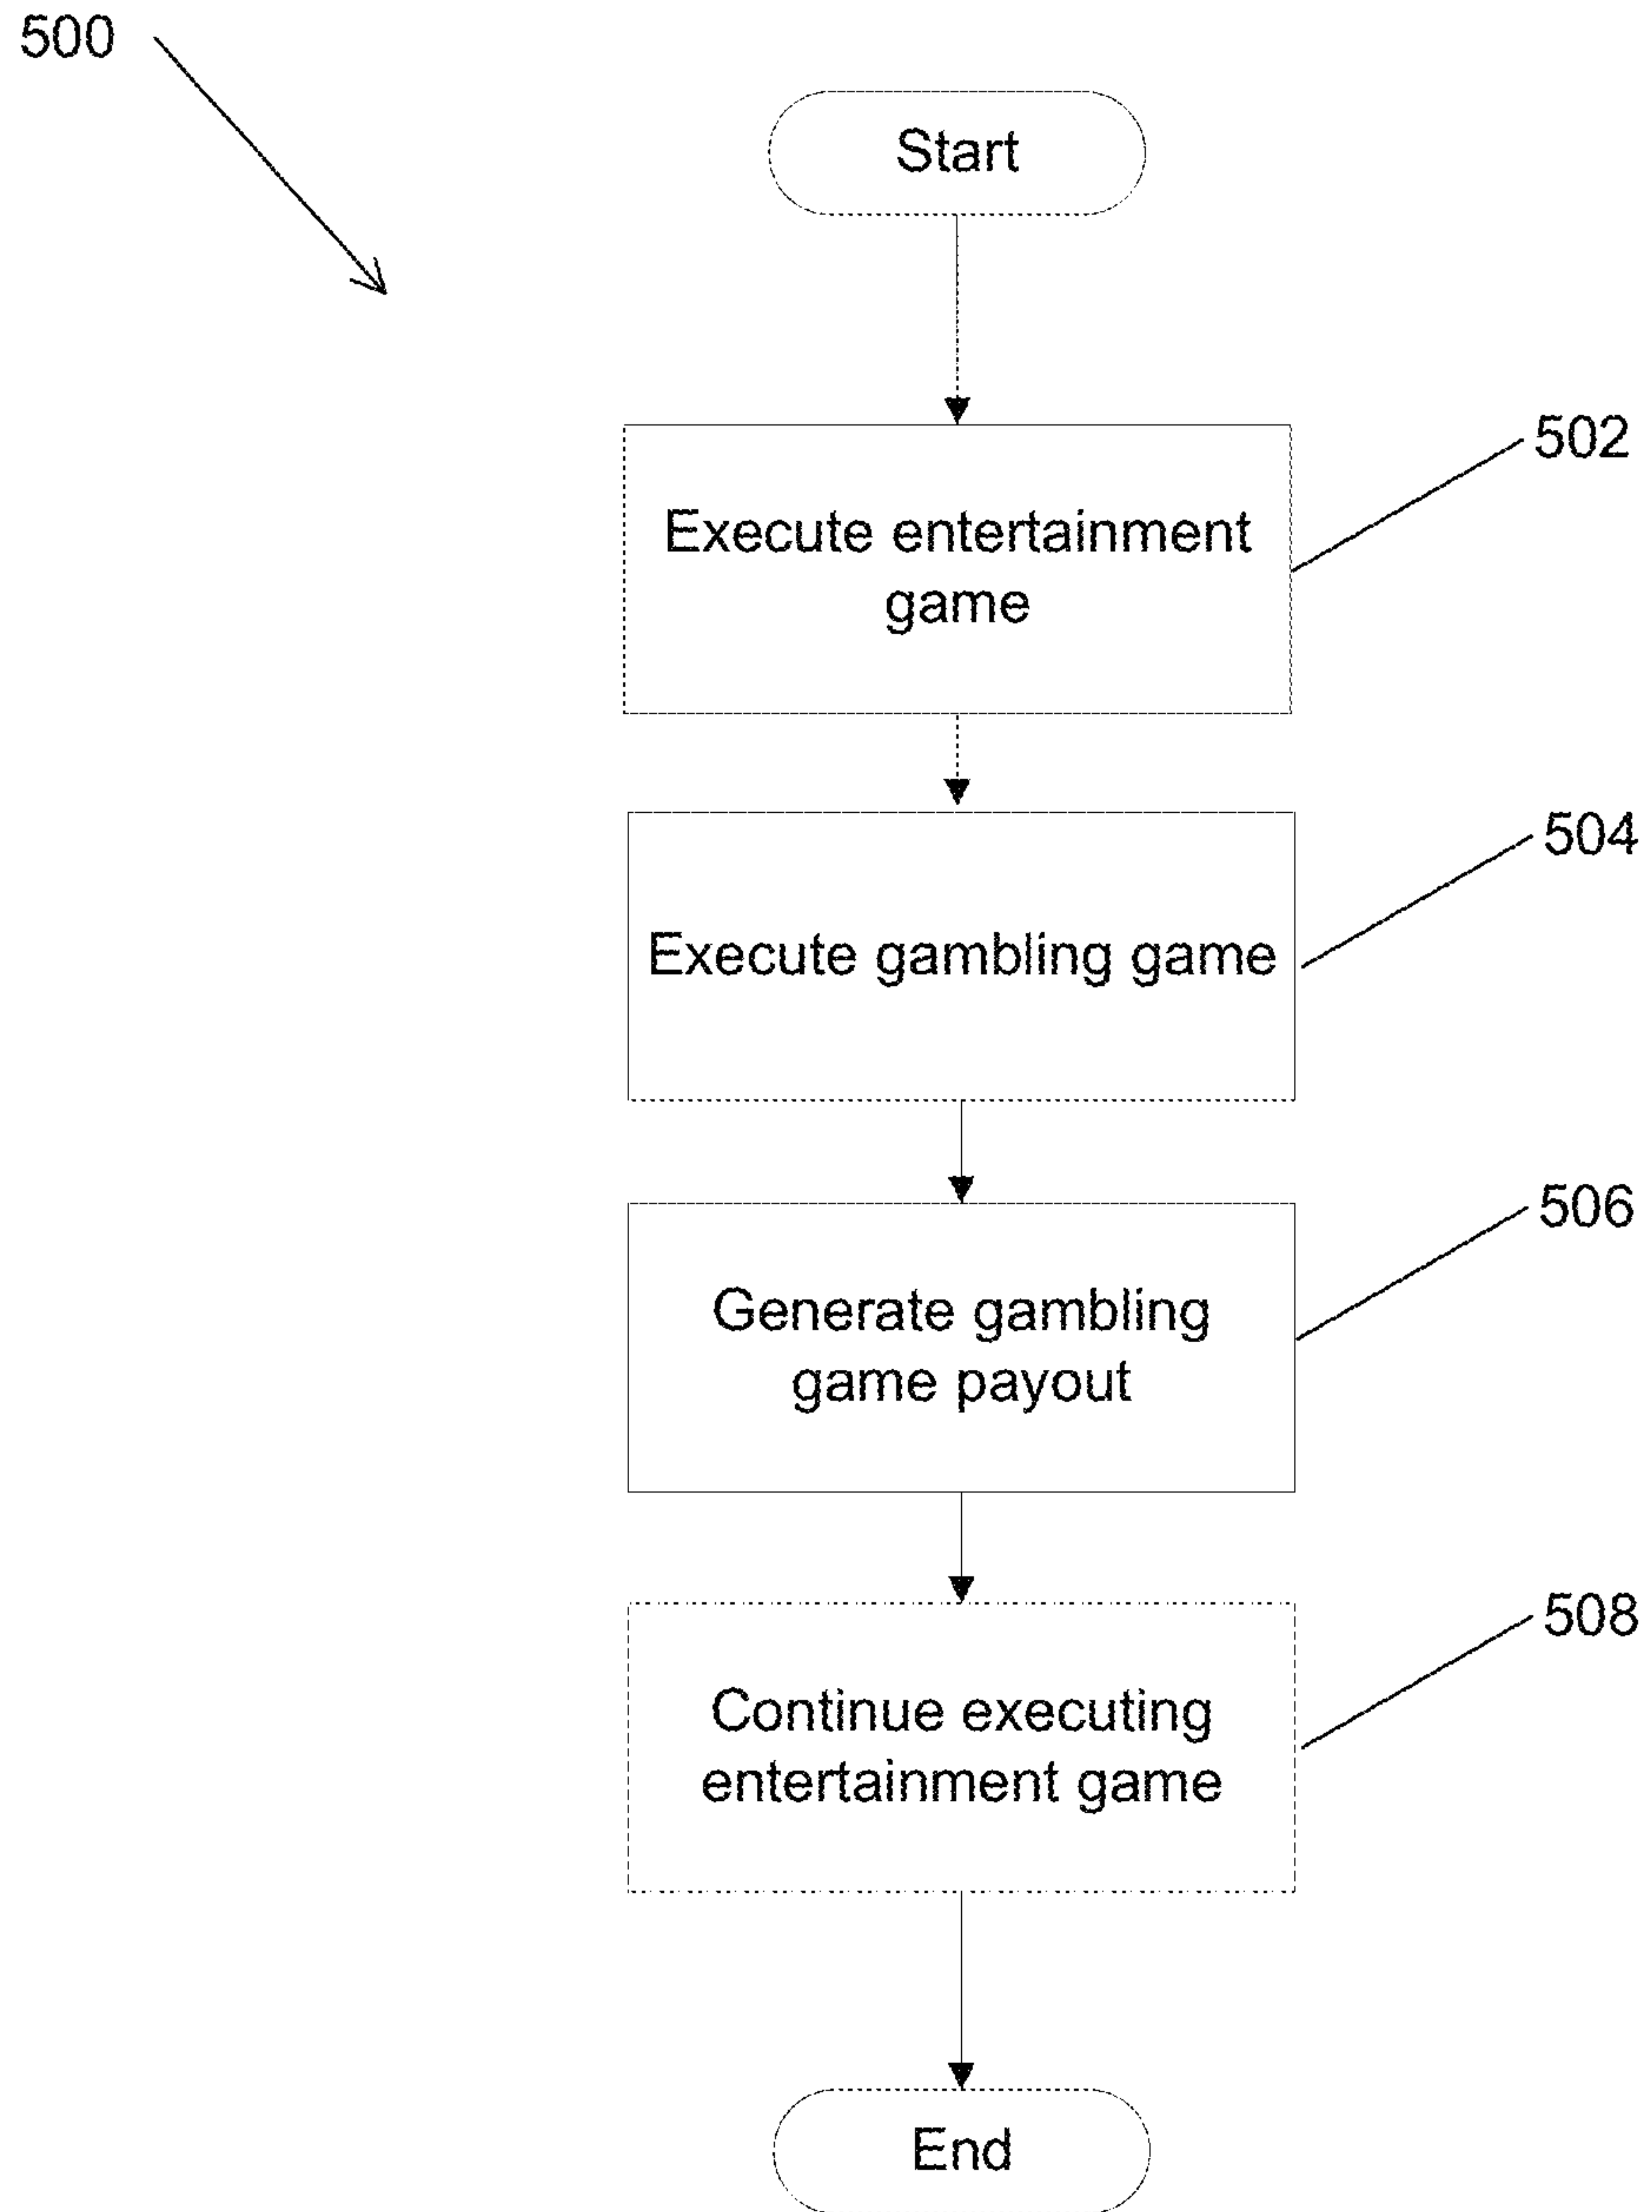 500
Start
502
Execute entertainment
game
504
Execute gambling game
506
Generate gambling
game payout
508
Continue executing
entertainment game
End